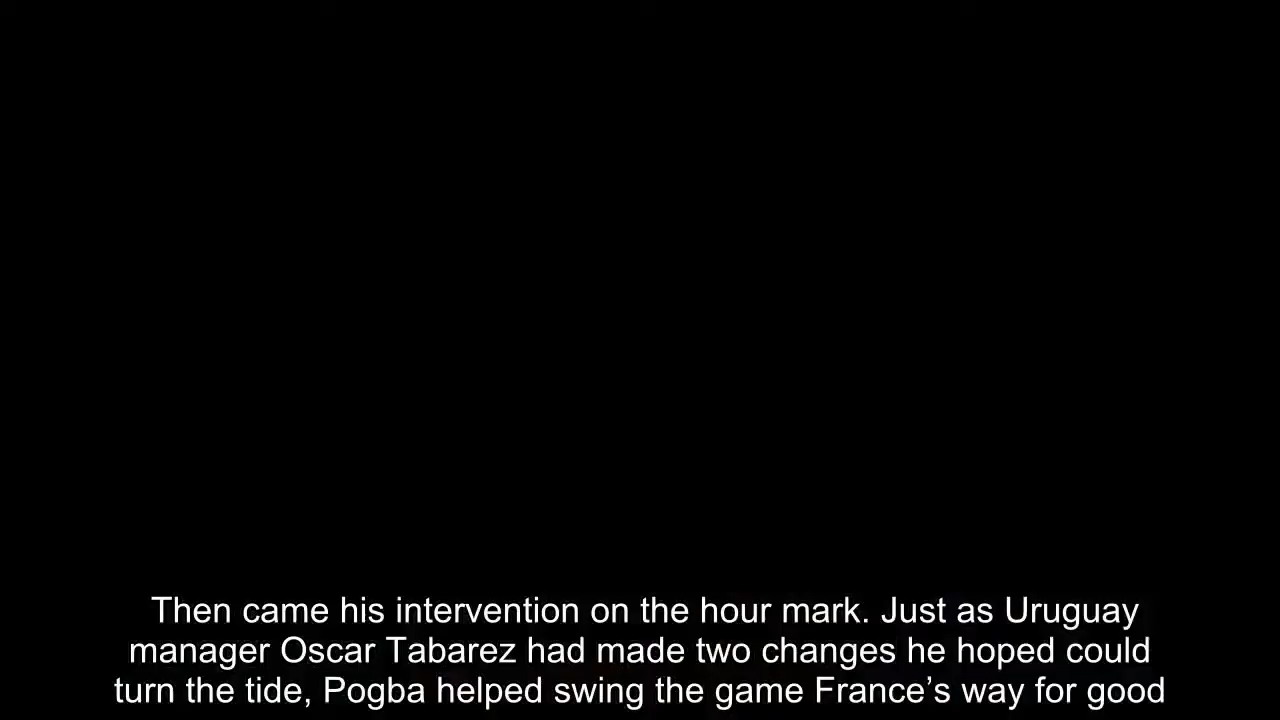 Then came his intervention on the hour mark. Just as Uruguay
manager Oscar Tabarez had made two changes he hoped could
turn the tide, Pogba helped swing the game France’s way for good